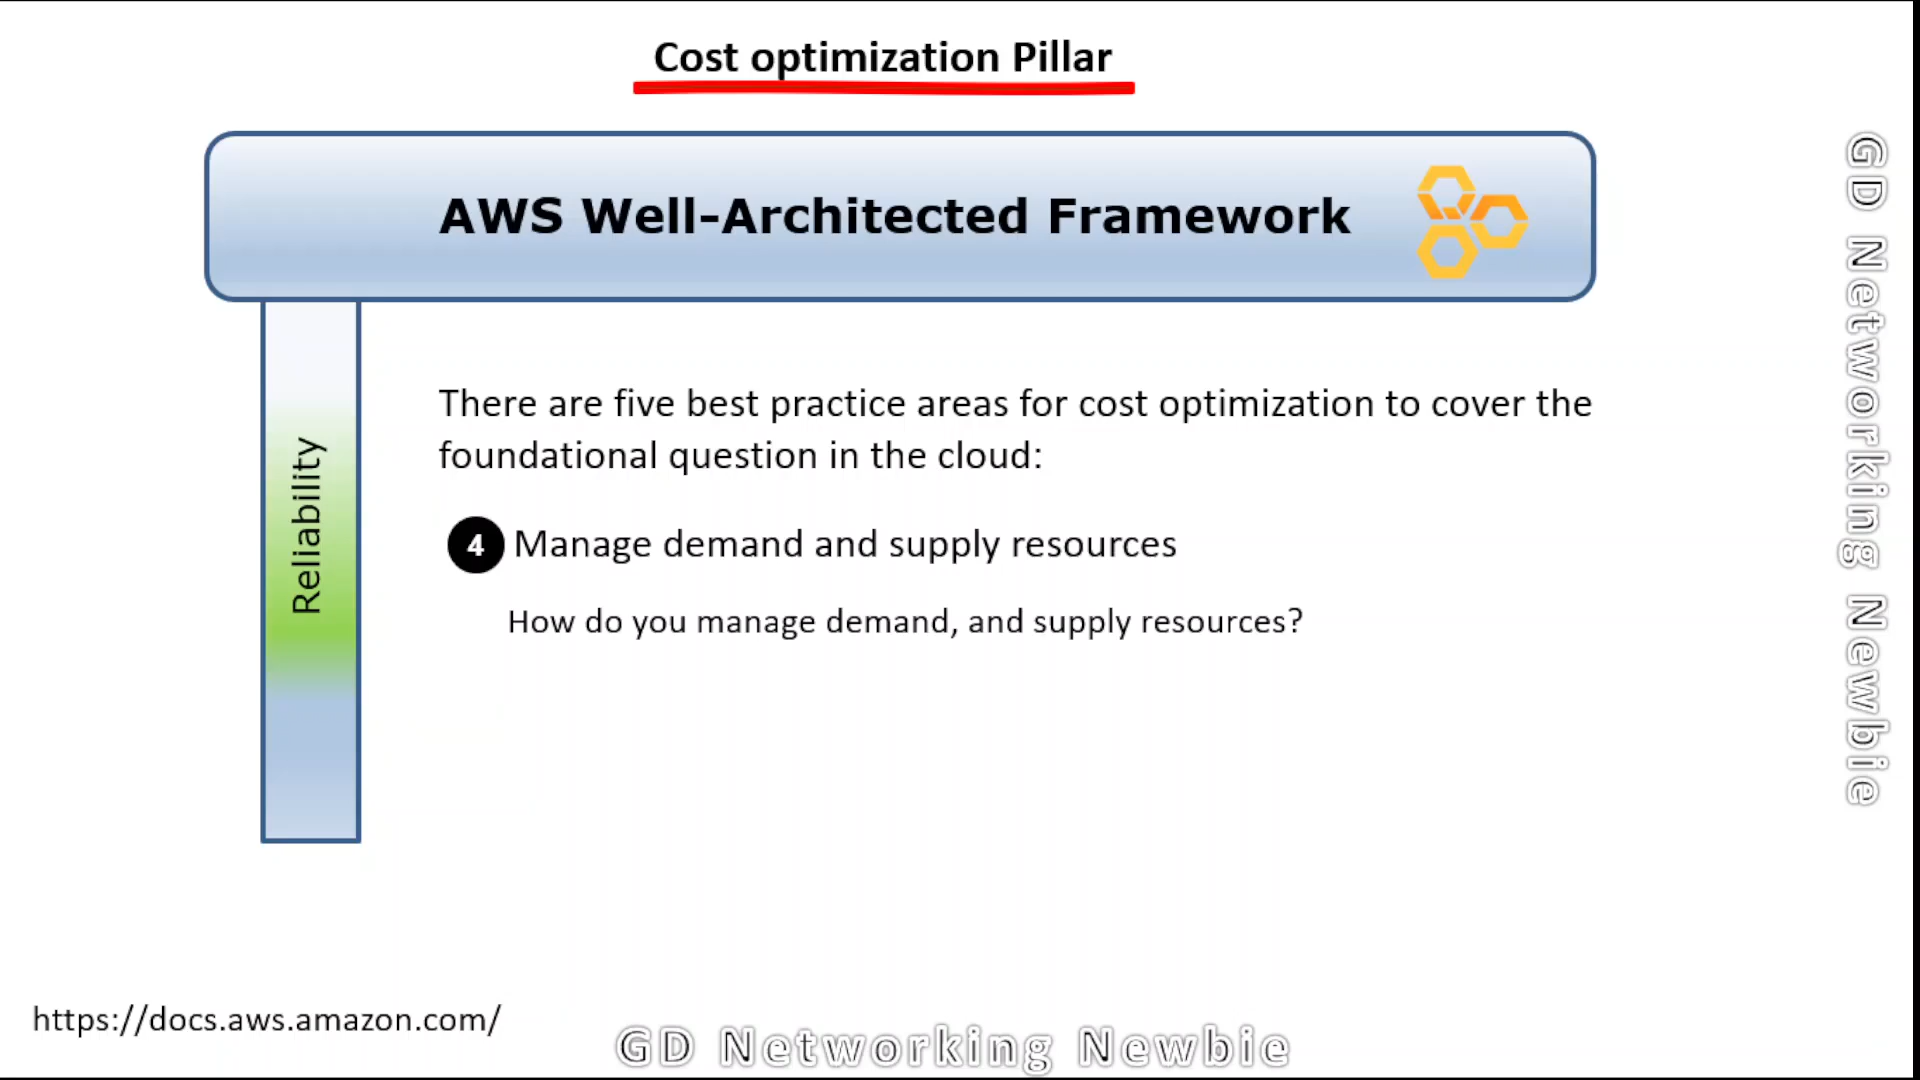 Cost optimization Pillar
AWS Well-Architected Framework
Reliability
There are five best practice areas for cost optimization to cover the
foundational question in the cloud:
4 Manage demand and supply resources
How do you manage demand, and supply resources?
https://docs.aws.amazon.com/
GD Networking Newbie
GD Networking Newbie